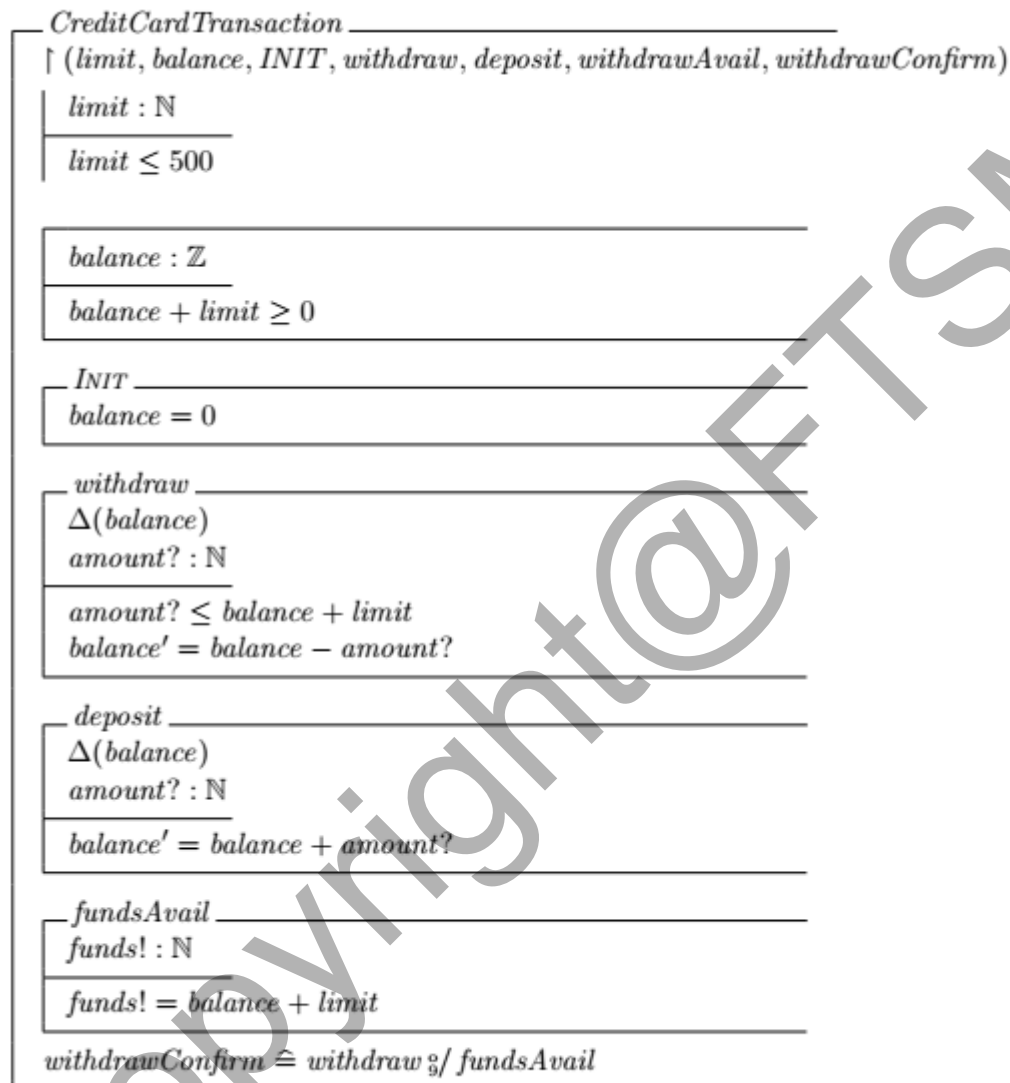 CreditCardTransaction
↾ (limit, balance, INIT, withdraw, deposit, withdrawAvail, withdrawConfirm)
limit : ℕ
limit ≤ 500
balance : ℤ
balance + limit ≥ 0
INIT
balance = 0
withdraw
Δ(balance)
amount? : ℕ
amount? ≤ balance + limit
balance′ = balance − amount?
deposit
Δ(balance)
amount? : ℕ
balance′ = balance + amount?
fundsAvail
funds! : ℕ
funds! = balance + limit
withdrawConfirm ≙ withdraw ⨟/ fundsAvail
opyright@FTS